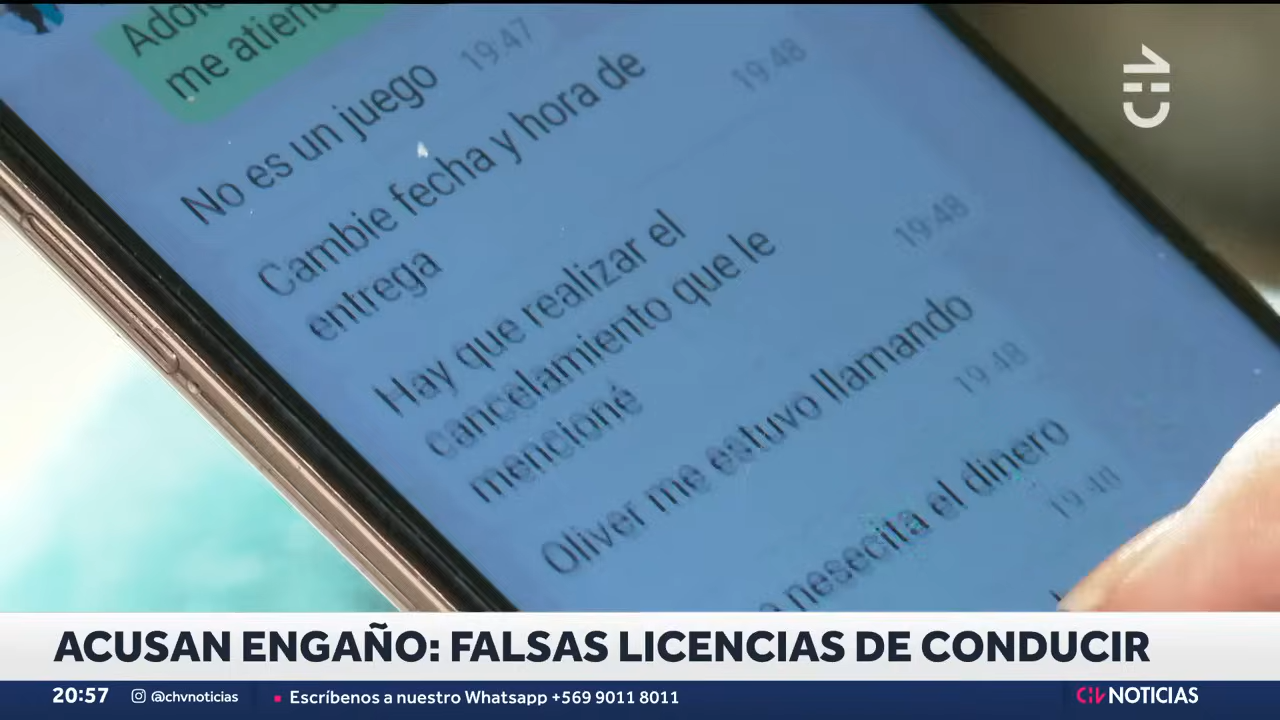 me atien
19:47
No es un juego
19:48
Cambie fecha y hora de
entrega
19:48
Hay que realizar el
cancelamiento que le
mencioné
19:48
Oliver me estuvo llamando
19:48
nesecita el dinero
CHV
ACUSAN ENGAÑO: FALSAS LICENCIAS DE CONDUCIR
20:57 @chvnoticias Escríbenos a nuestro Whatsapp +569 9011 8011 CHV NOTICIAS